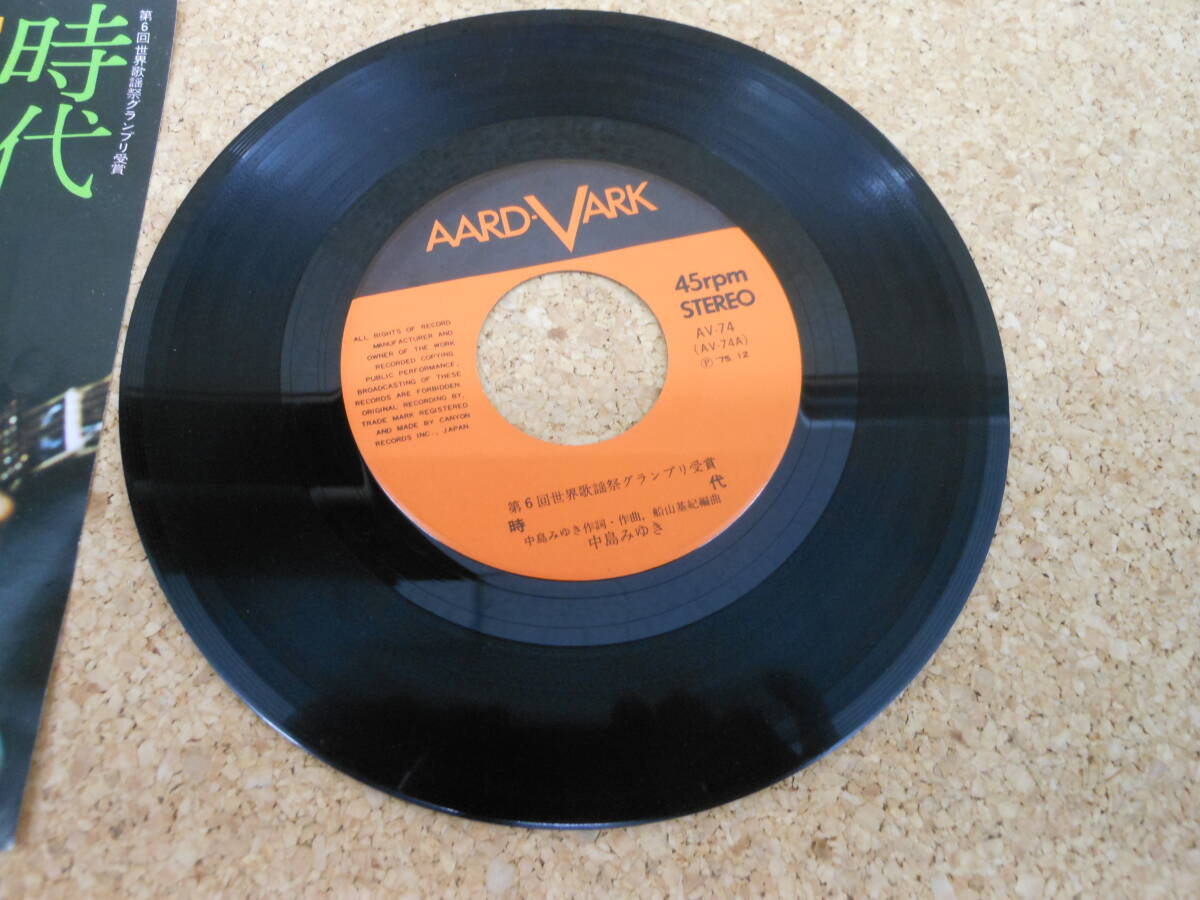 時代
第6回世界歌謡祭グランプリ受賞
AARD-VARK
45rpm
STEREO
AV-74
(AV-74A)
Ⓟ '75. 12
ALL RIGHTS OF RECORD
MANUFACTURER AND
OWNER OF THE WORK
RECORDED COPYING,
PUBLIC PERFORMANCE,
BROADCASTING OF THESE
RECORDS ARE FORBIDDEN.
ORIGINAL RECORDING BY,
TRADE MARK REGISTERED
AND MADE BY CANYON
RECORDS INC., JAPAN.
第6回世界歌謡祭グランプリ受賞
時 代
中島みゆき作詞・作曲、船山基紀編曲
中島みゆき